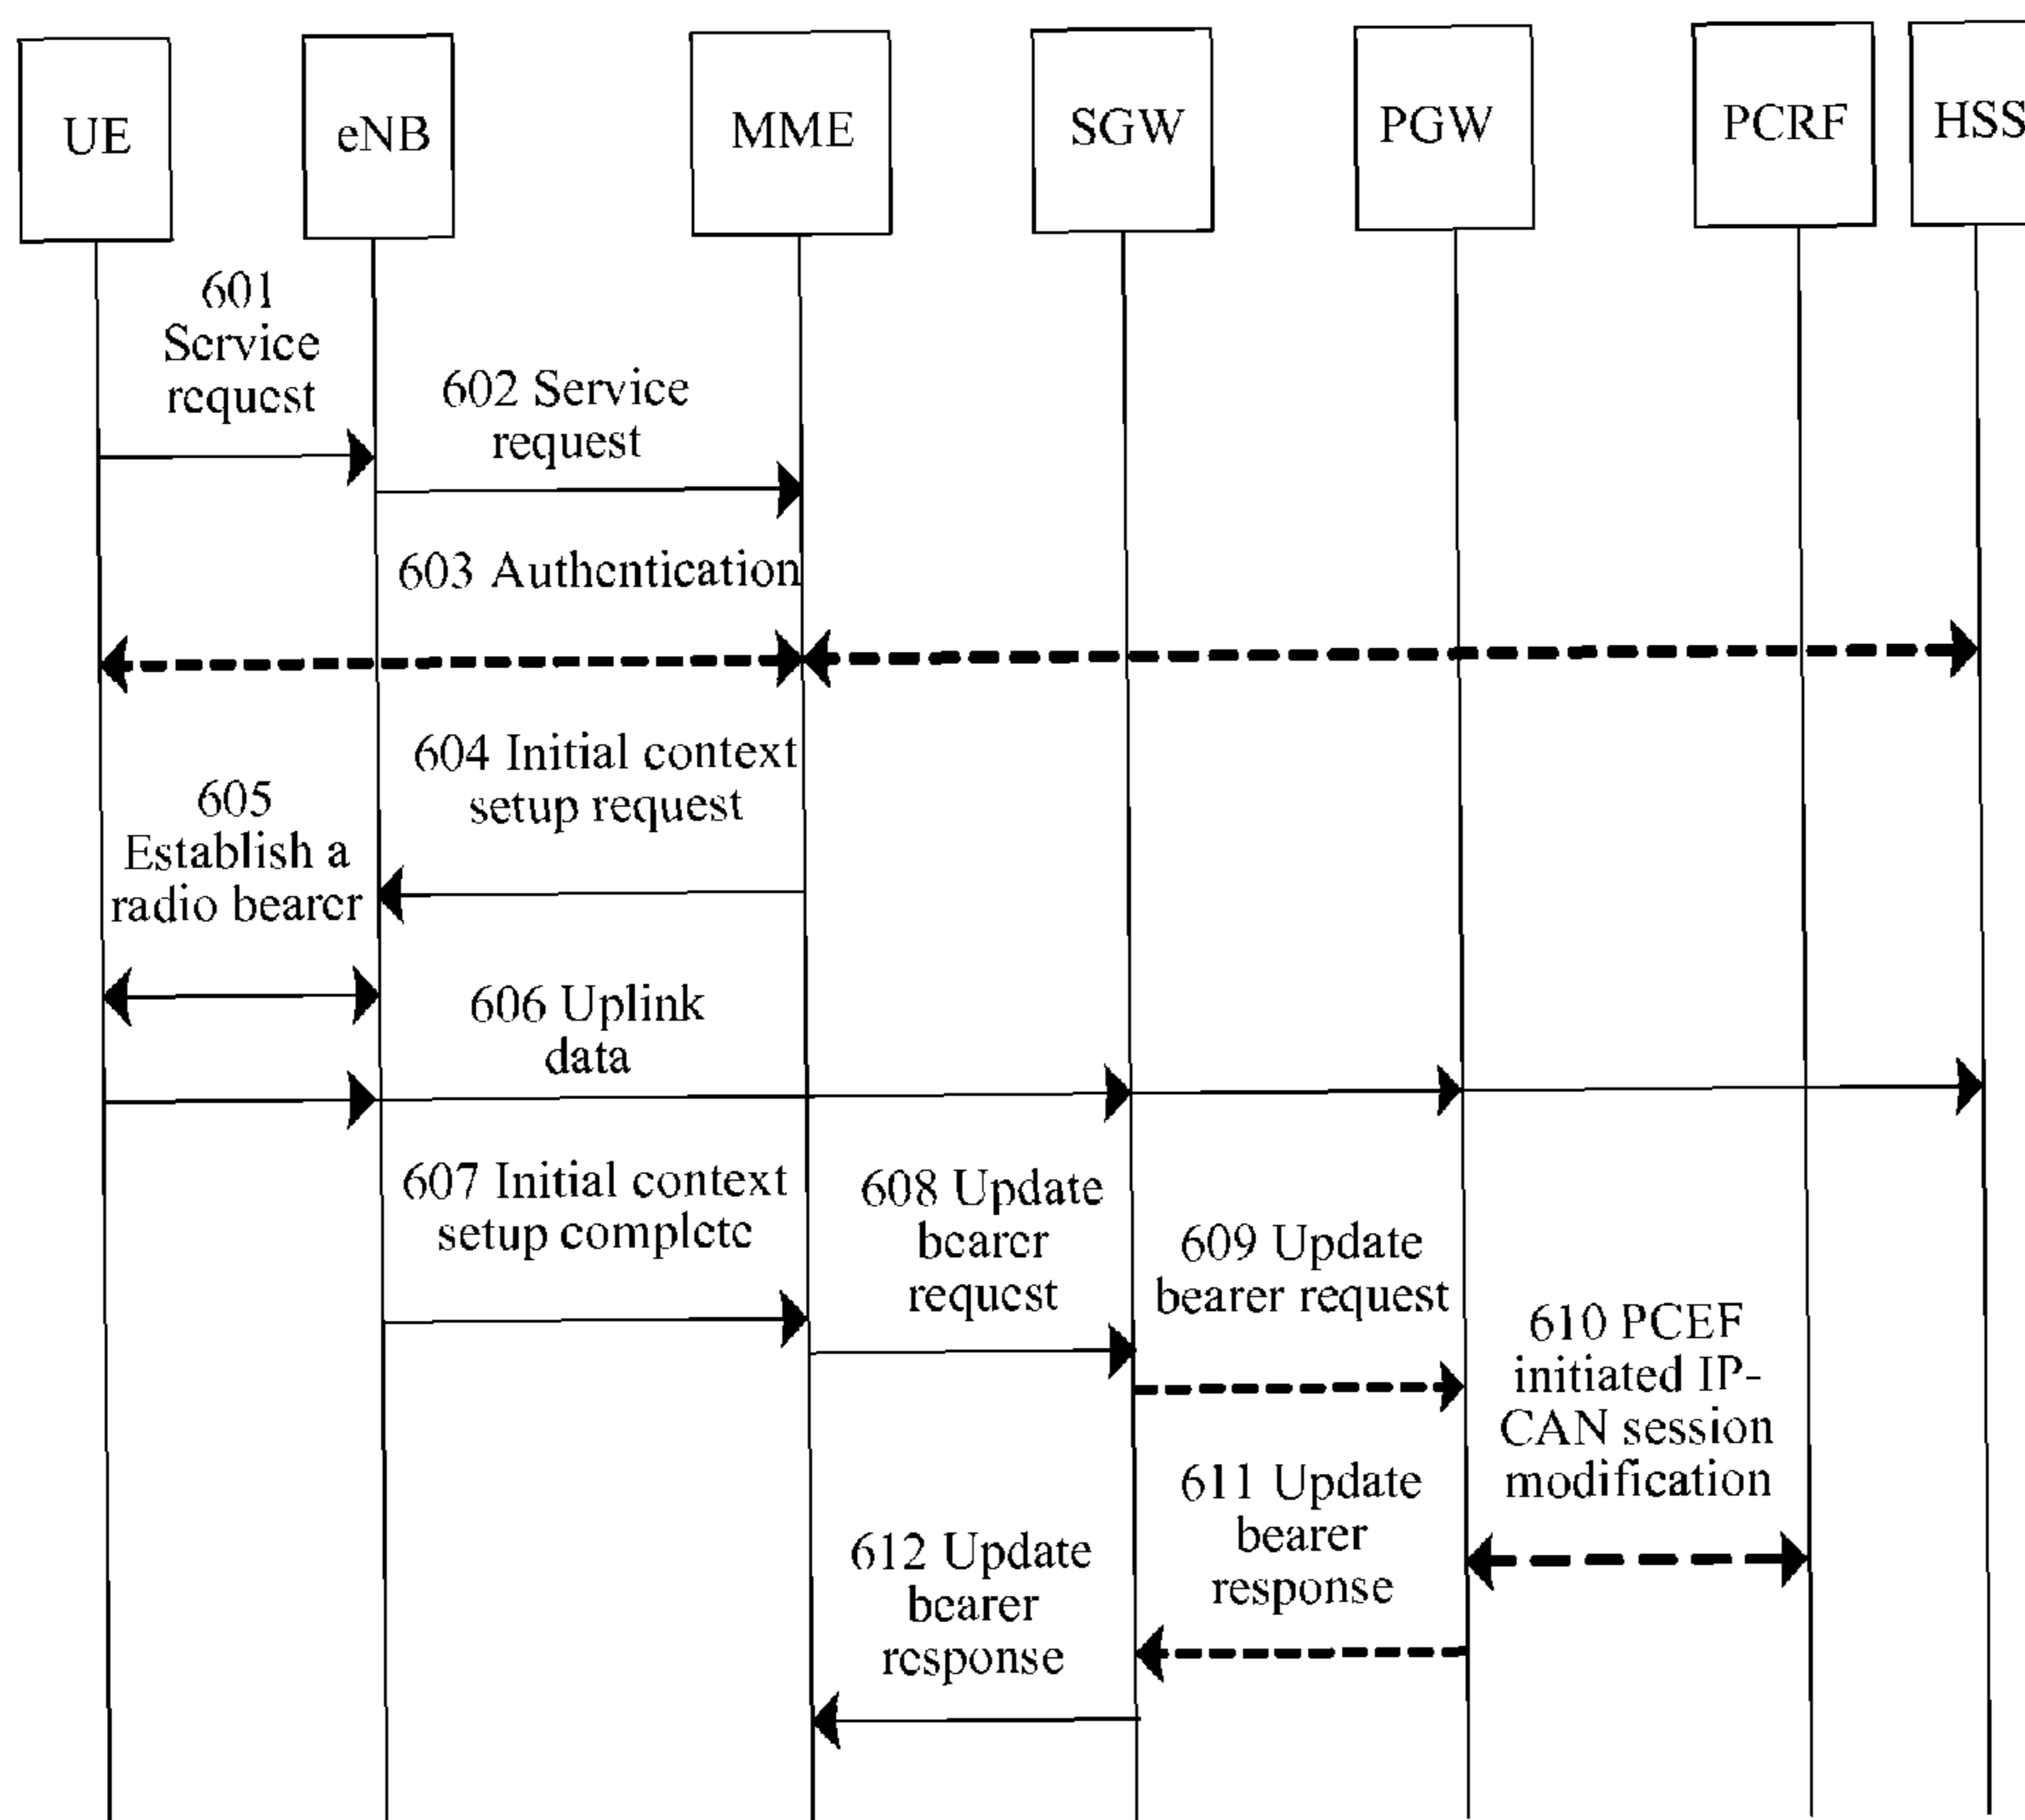 UE
eNB
MME
SGW
PGW
PCRF
HSS
601
Service
request
602 Service
request
603 Authentication
604 Initial context
setup request
605
Establish a
radio bearer
606 Uplink
data
607 Initial context
setup complete
608 Update
bearer
request
609 Update
bearer request
610 PCEF
initiated IP-
CAN session
modification
611 Update
bearer
response
612 Update
bearer
response